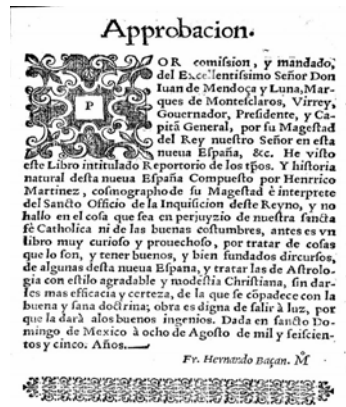 Approbacion.
POR comission, y mandado,
del Excellentissimo Señor Don
Iuan de Mendoça y Luna, Mar-
ques de Montesclaros, Virrey,
Gouernador, Presidente, y Ca-
pitã General, por su Magestad
del Rey nuestro Señor en esta
nueua España, &c. He visto
este Libro intitulado Reportorio de los tp̃os. Y historia
natural desta nueua España Compuesto por Henrrico
Martinez, cosmographo de su Magestad è interprete
del Sancto Officio de la Inquisicion deste Reyno, y no
hallo en el cosa que sea en perjuyzio de nuestra sancta
fè Catholica ni de las buenas costumbres, antes es vn
libro muy curioso y prouechoso, por tratar de cosas
que lo son, y tener buenos, y bien fundados dircursos,
de algunas desta nueua Espana, y tratar las de Astrolo-
gia con estilo agradable y modestia Christiana, sin dar-
les mas efficacia y certeza, de la que se cõpadece con la
buena y sana doctrina; obra es digna de salir à luz, por
que la darà alos buenos ingenios. Dada en sancto Do-
mingo de Mexico à ocho de Agosto de mil y seiscien-
tos y cinco. Años.
Fr. Hernando Baçan. M̊